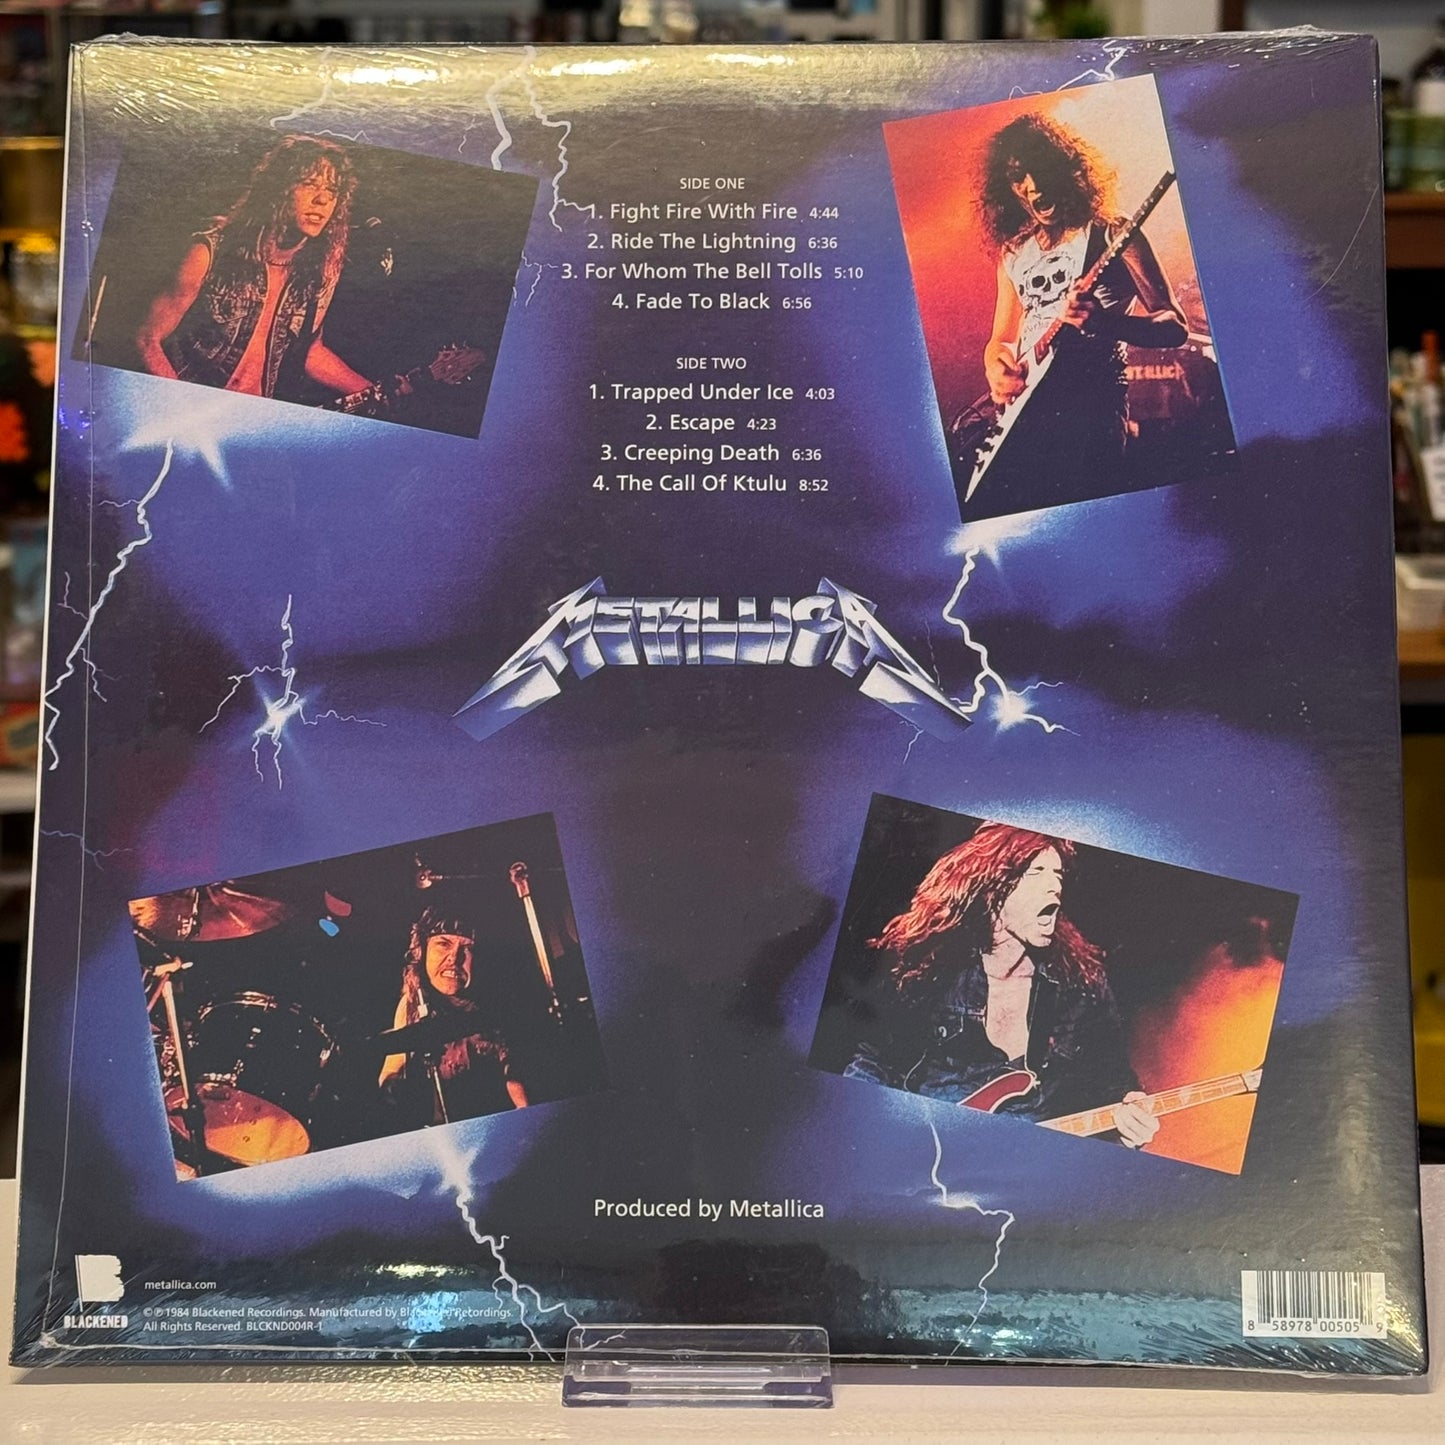 SIDE ONE
1. Fight Fire With Fire 4:44
2. Ride The Lightning 6:36
3. For Whom The Bell Tolls 5:10
4. Fade To Black 6:56
SIDE TWO
1. Trapped Under Ice 4:03
2. Escape 4:23
3. Creeping Death 6:36
4. The Call Of Ktulu 8:52
METALLICA
Produced by Metallica
B
BLACKENED
metallica.com
© ℗ 1984 Blackened Recordings. Manufactured by Blackened Recordings.
All Rights Reserved. BLCKND004R-1
8 58978 00505 9